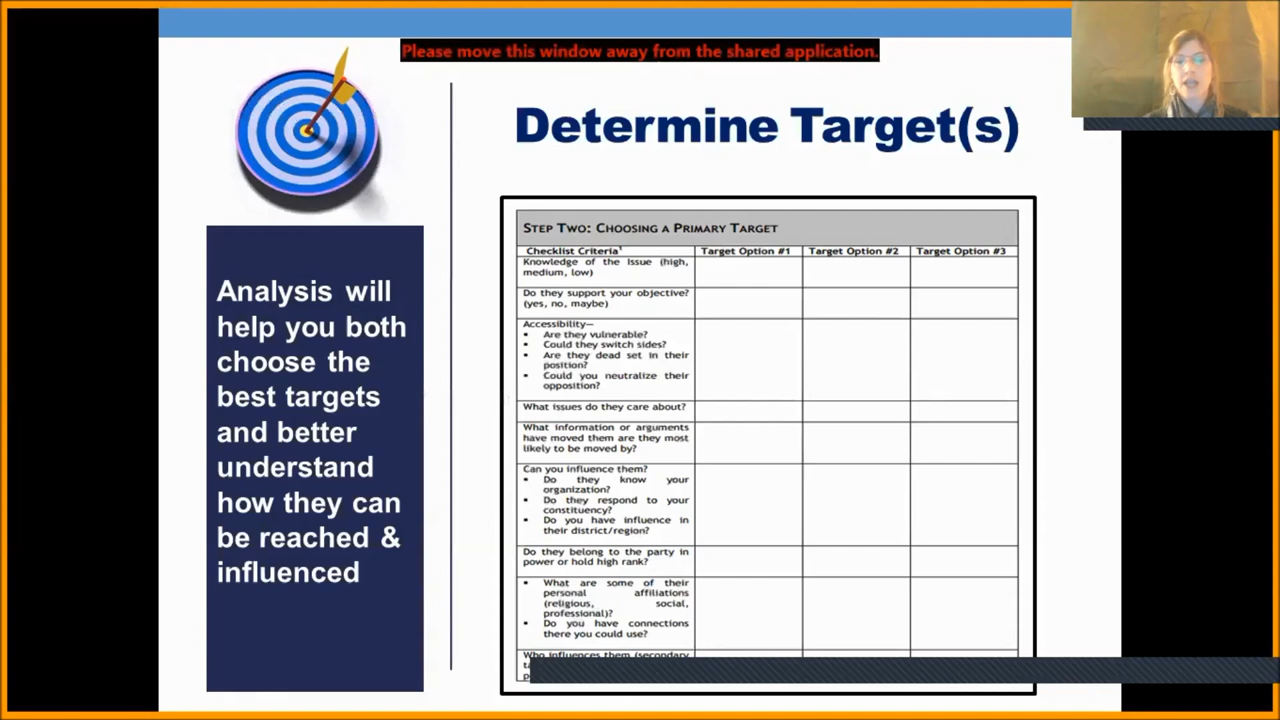 Please move this window away from the shared application.
Determine Target(s)
Analysis will
help you both
choose the
best targets
and better
understand
how they can
be reached &
influenced
STEP TWO: CHOOSING A PRIMARY TARGET
Checklist Criteria¹ Target Option #1 Target Option #2 Target Option #3
Knowledge of the Issue (high,
medium, low)
Do they support your objective?
(yes, no, maybe)
Accessibility—
▪ Are they vulnerable?
▪ Could they switch sides?
▪ Are they dead set in their
position?
▪ Could you neutralize their
opposition?
What issues do they care about?
What information or arguments
have moved them are they most
likely to be moved by?
Can you influence them?
▪ Do they know your
organization?
▪ Do they respond to your
constituency?
▪ Do you have influence in
their district/region?
Do they belong to the party in
power or hold high rank?
▪ What are some of their
personal affiliations
(religious, social,
professional)?
▪ Do you have connections
there you could use?
Who influences them (secondary